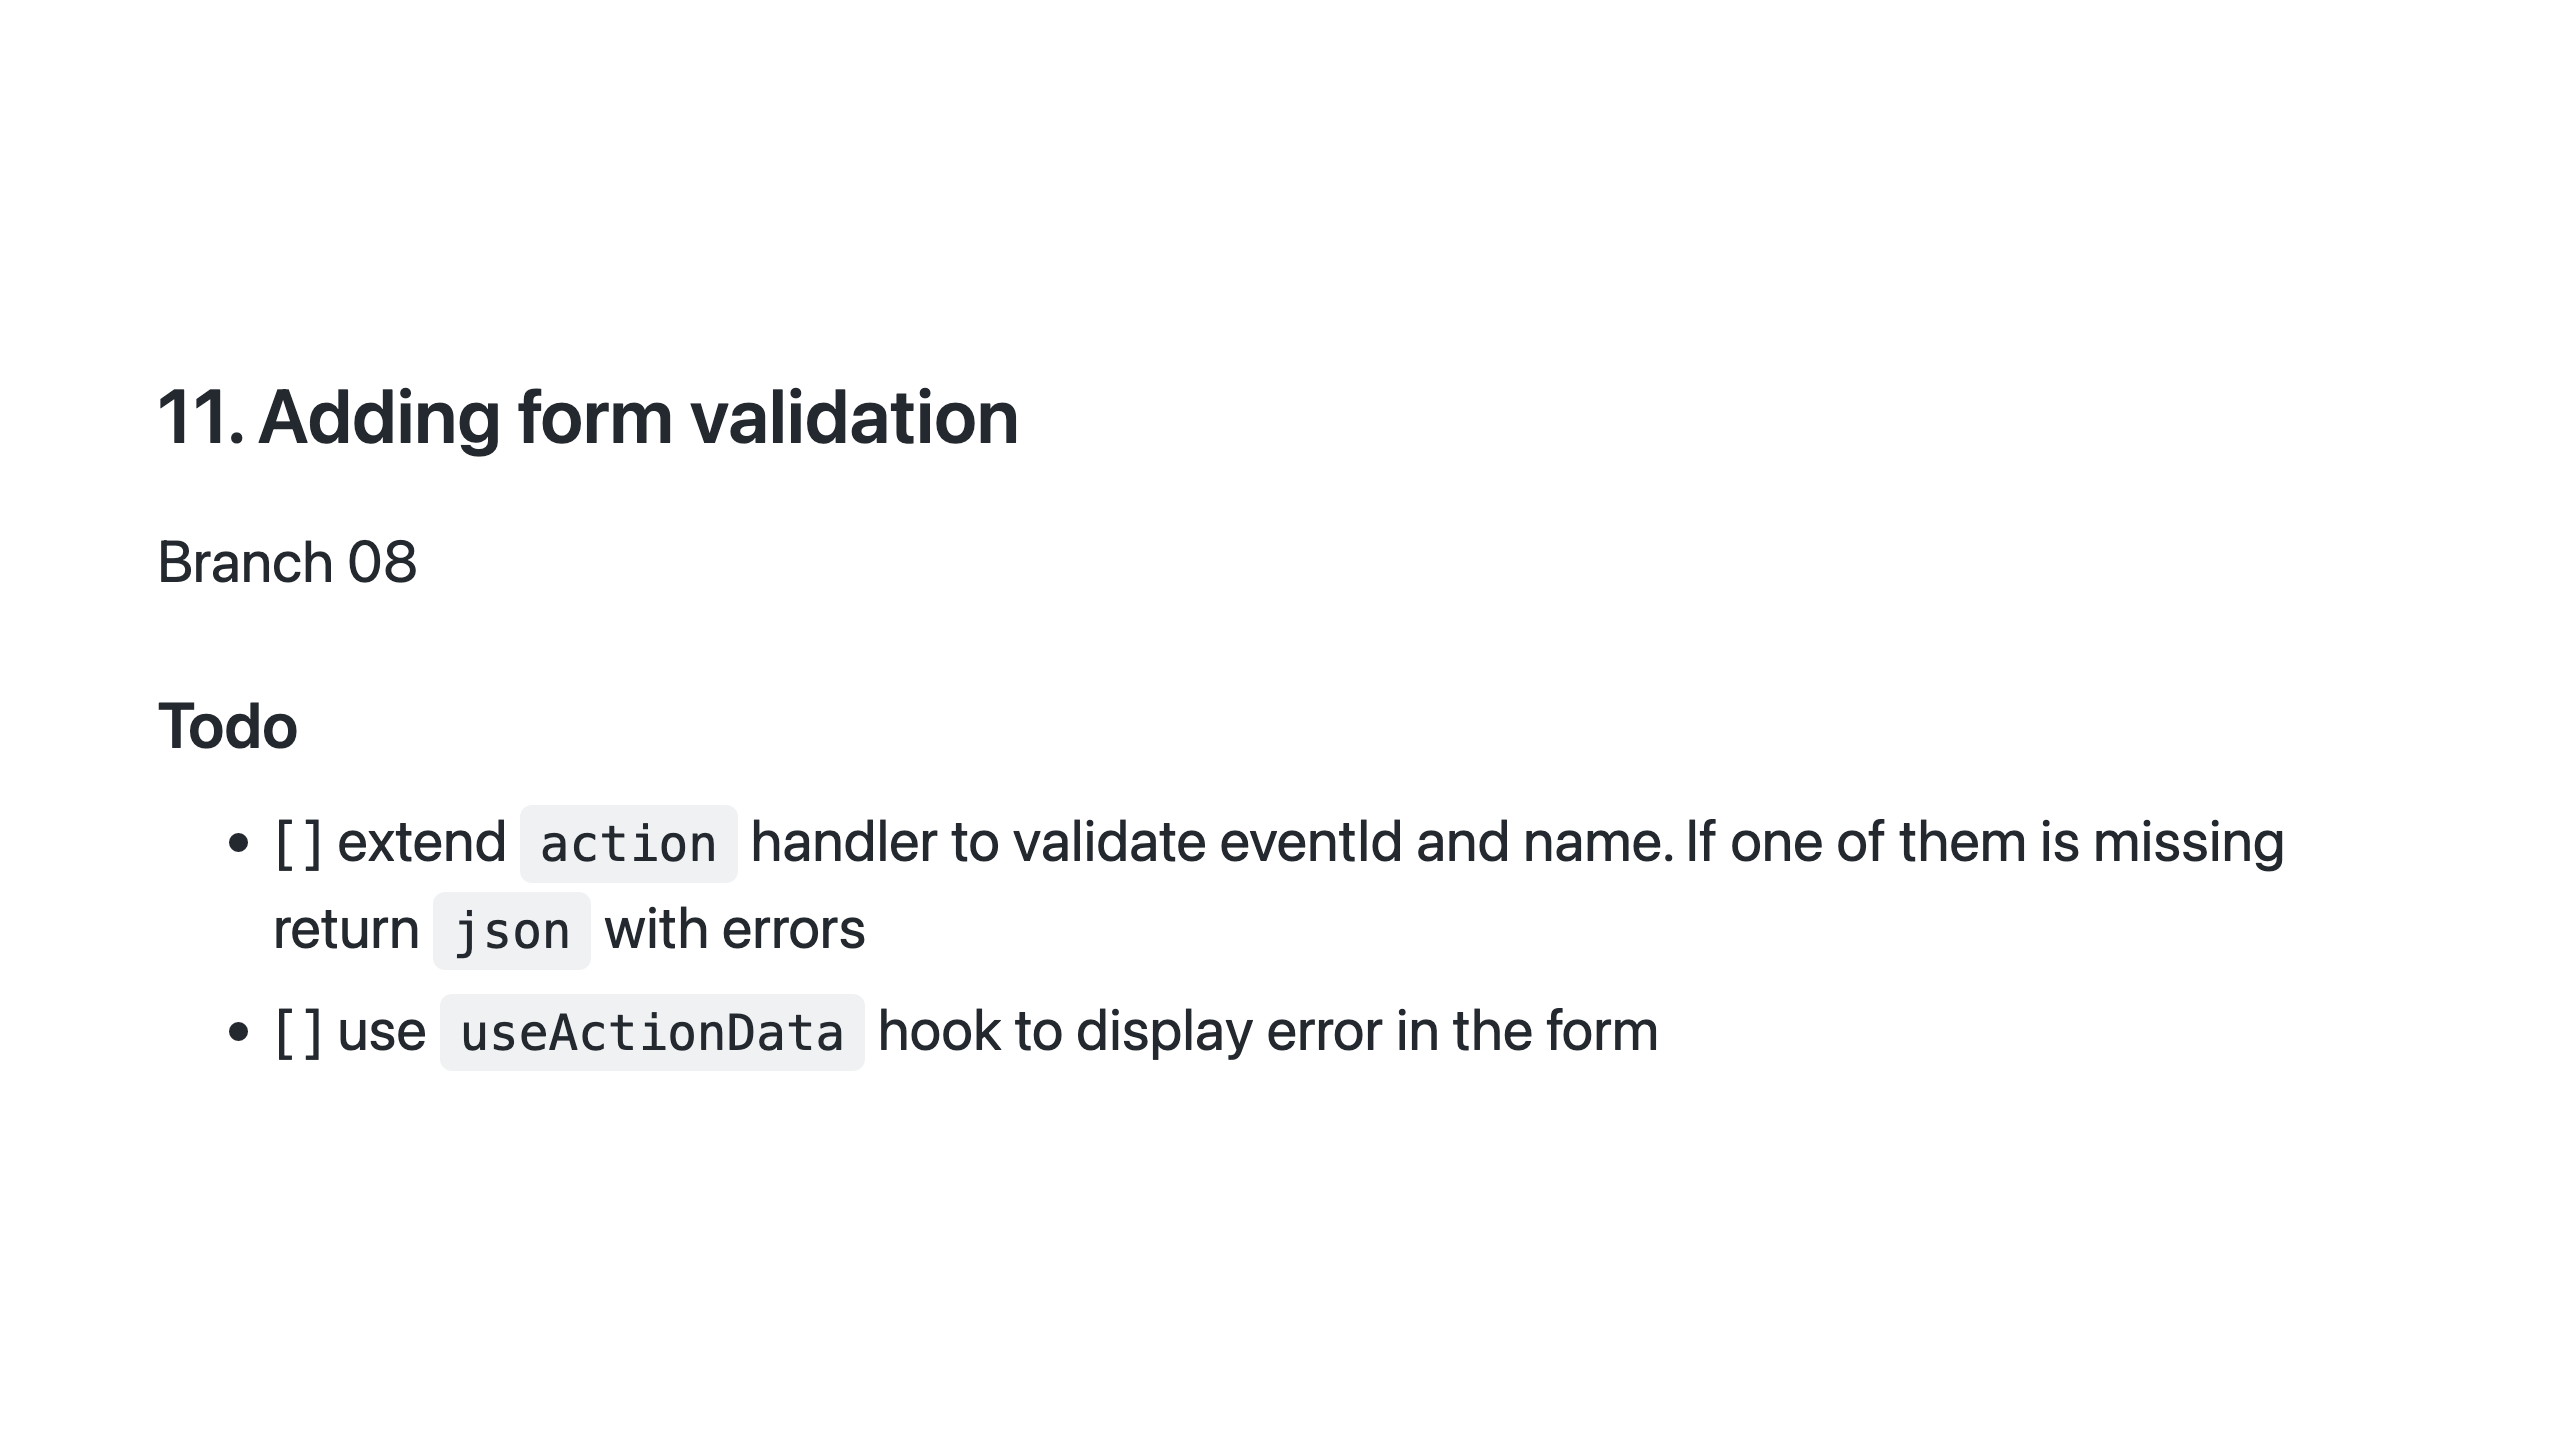 11. Adding form validation
Branch 08
Todo
• [ ] extend action handler to validate eventId and name. If one of them is missing
return json with errors
• [ ] use useActionData hook to display error in the form